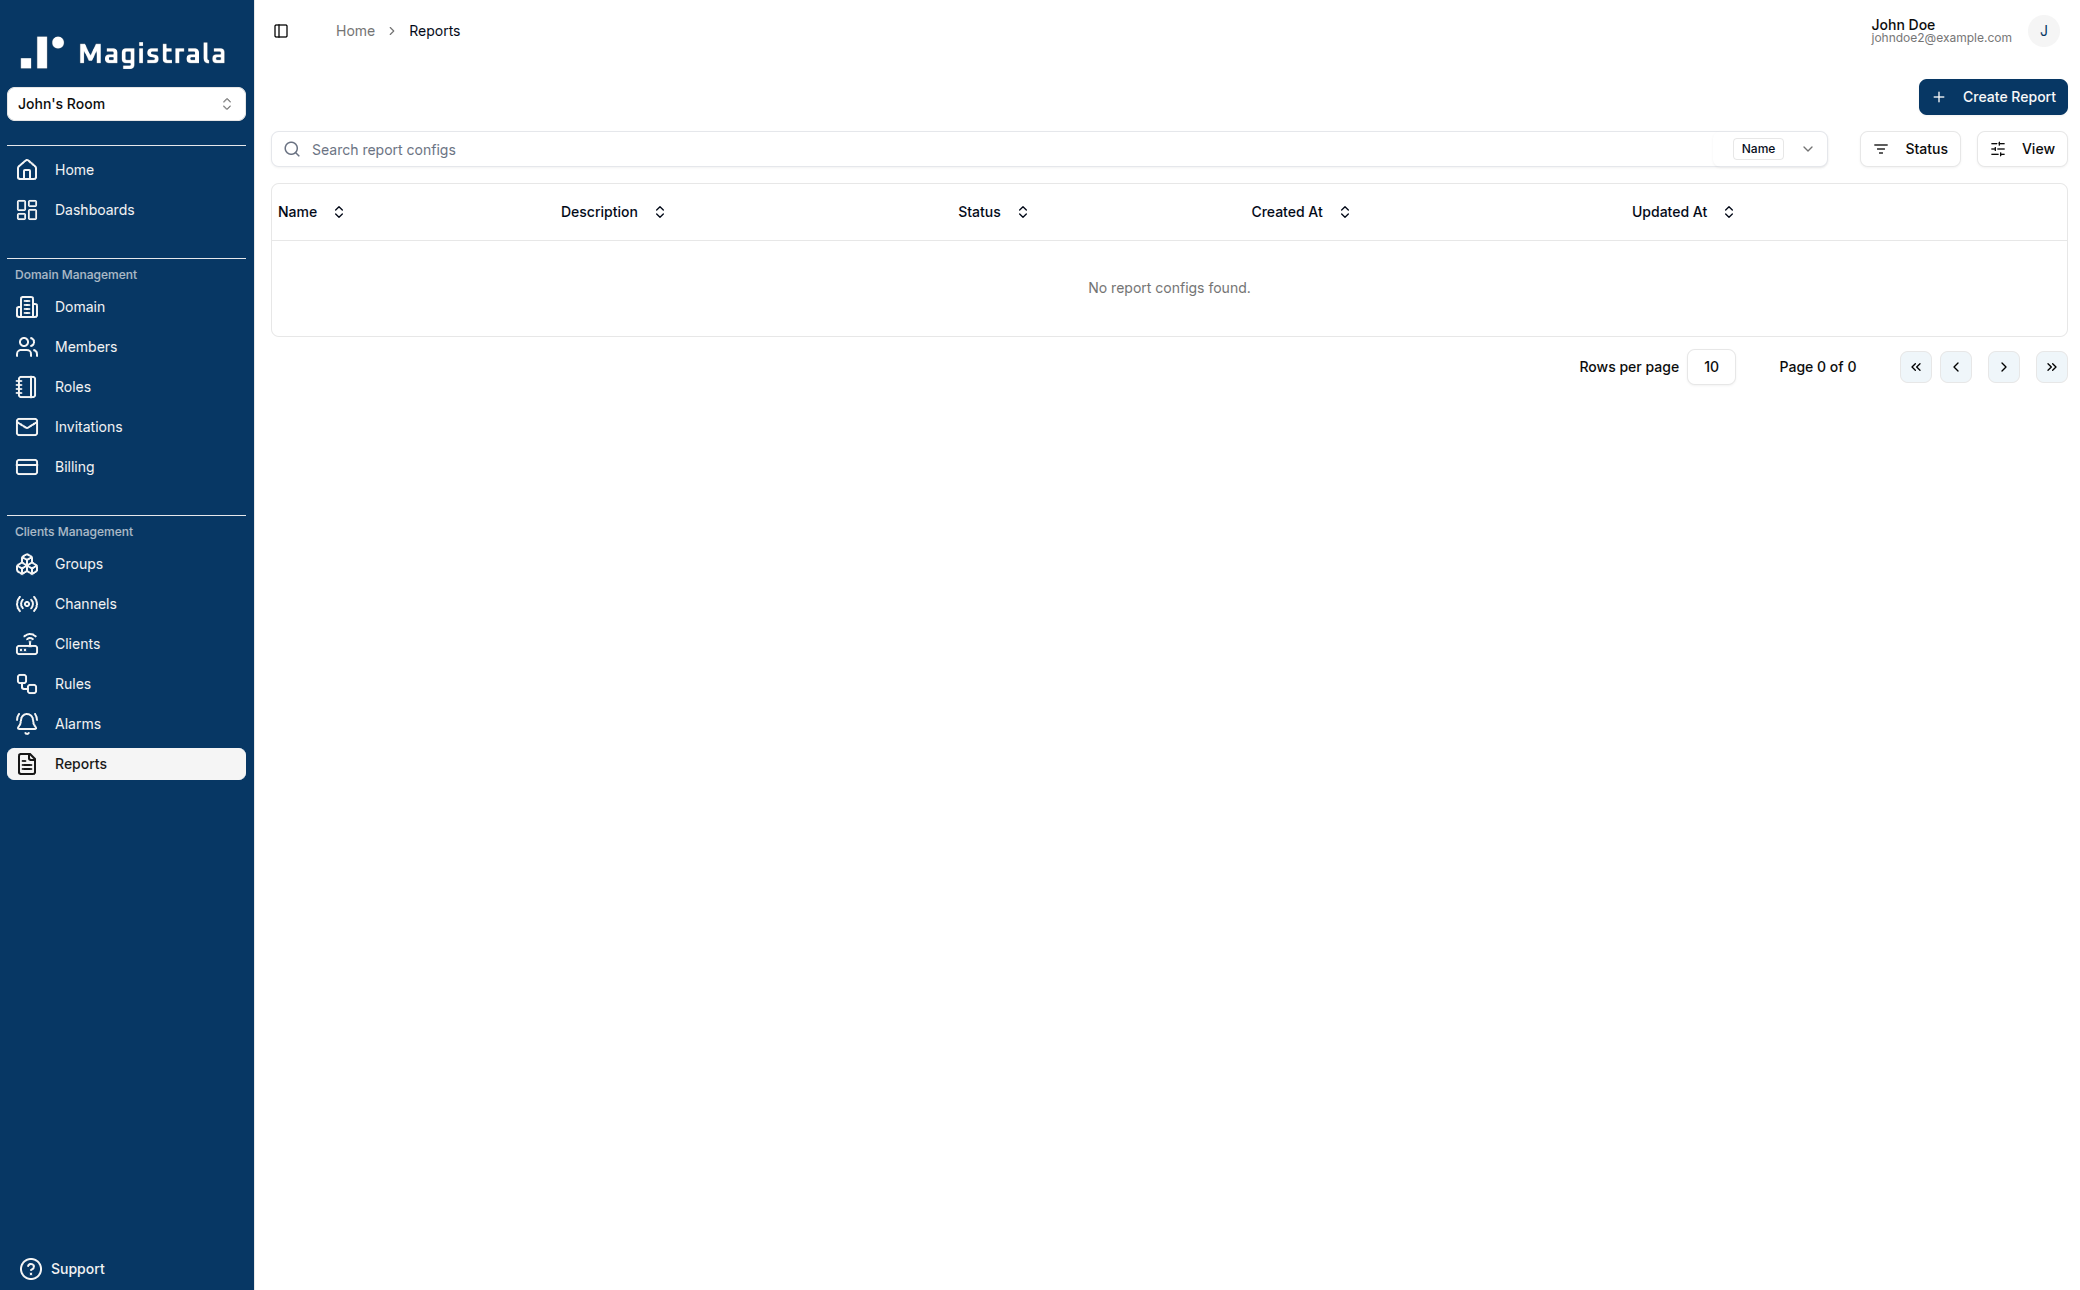 Magistrala
John's Room
Home
Dashboards
Domain Management
Domain
Members
Roles
Invitations
Billing
Clients Management
Groups
Channels
Clients
Rules
Alarms
Reports
Support
Home > Reports
John Doe
johndoe2@example.com
J
+ Create Report
Search report configs Name
Status
View
Name Description Status Created At Updated At
No report configs found.
Rows per page 10 Page 0 of 0